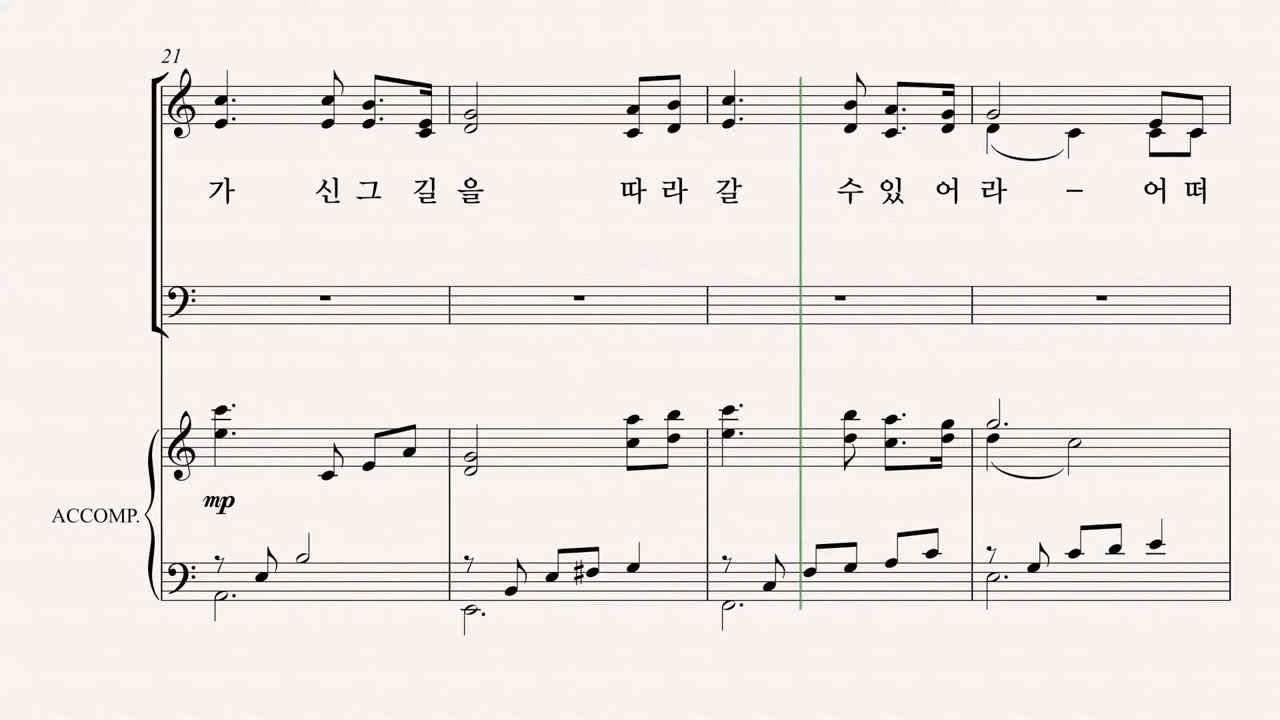 21
가 신 그 길 을 따 라 갈 수 있 어 라 – 어 떠
mp
ACCOMP.